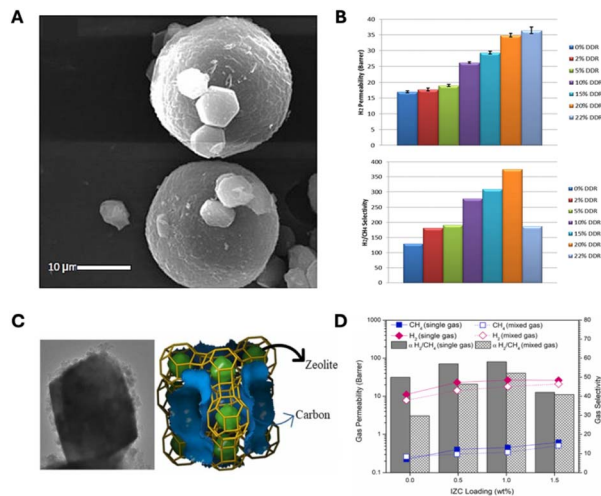 A
10 µm
B
H₂ Permeability (Barrer)
40
35
30
25
20
15
10
5
0
0% DDR
2% DDR
5% DDR
10% DDR
15% DDR
20% DDR
22% DDR
H₂/CH₄ Selectivity
400
350
300
250
200
150
100
50
0
0% DDR
2% DDR
5% DDR
10% DDR
15% DDR
20% DDR
22% DDR
C
Zeolite
Carbon
D
CH₄ (single gas)
CH₄ (mixed gas)
H₂ (single gas)
H₂ (mixed gas)
α H₂/CH₄ (single gas)
α H₂/CH₄ (mixed gas)
Gas Permeability (Barrer)
1000
100
10
1
0.1
Gas Selectivity
80
70
60
50
40
30
20
10
0
0.0 0.5 1.0 1.5
IZC Loading (wt%)